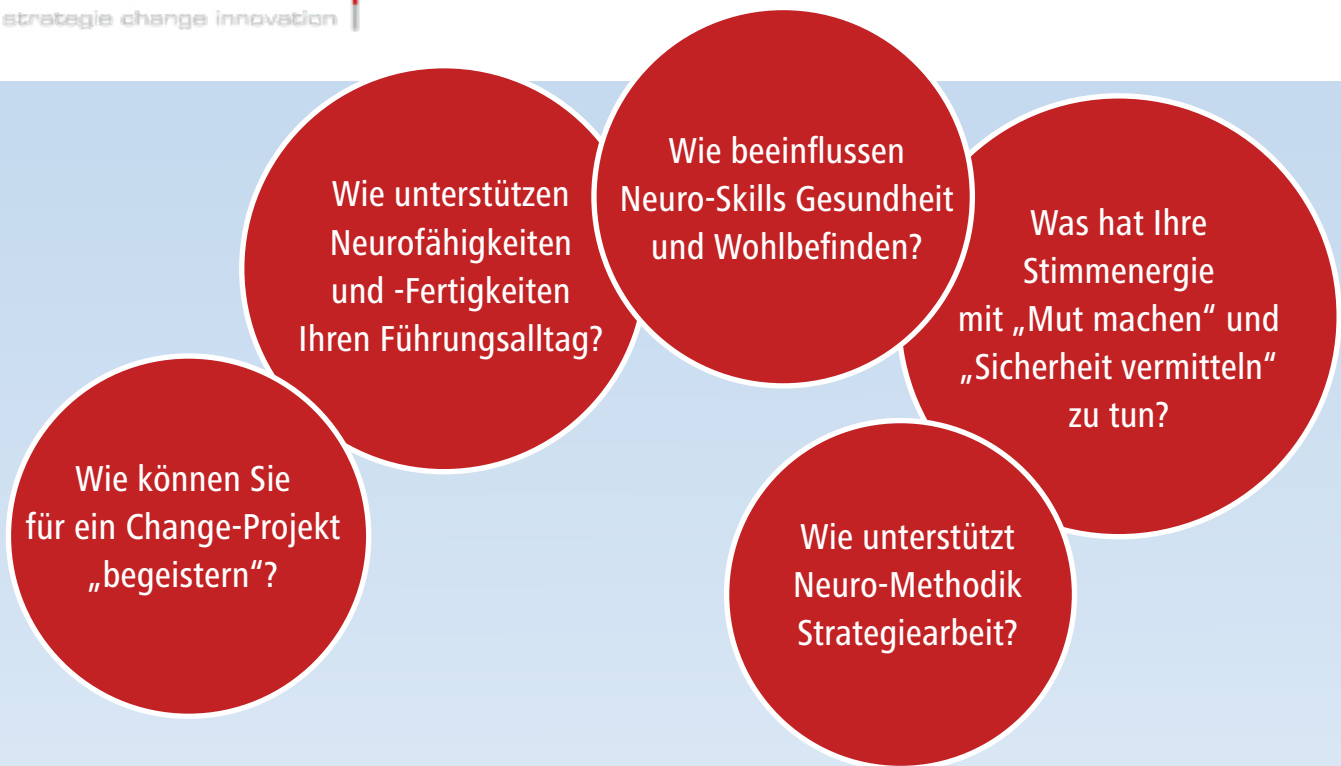 strategie change innovation
Wie können Sie
für ein Change-Projekt
„begeistern“?
Wie unterstützen
Neurofähigkeiten
und -Fertigkeiten
Ihren Führungsalltag?
Wie beeinflussen
Neuro-Skills Gesundheit
und Wohlbefinden?
Was hat Ihre
Stimmenergie
mit „Mut machen“ und
„Sicherheit vermitteln“
zu tun?
Wie unterstützt
Neuro-Methodik
Strategiearbeit?